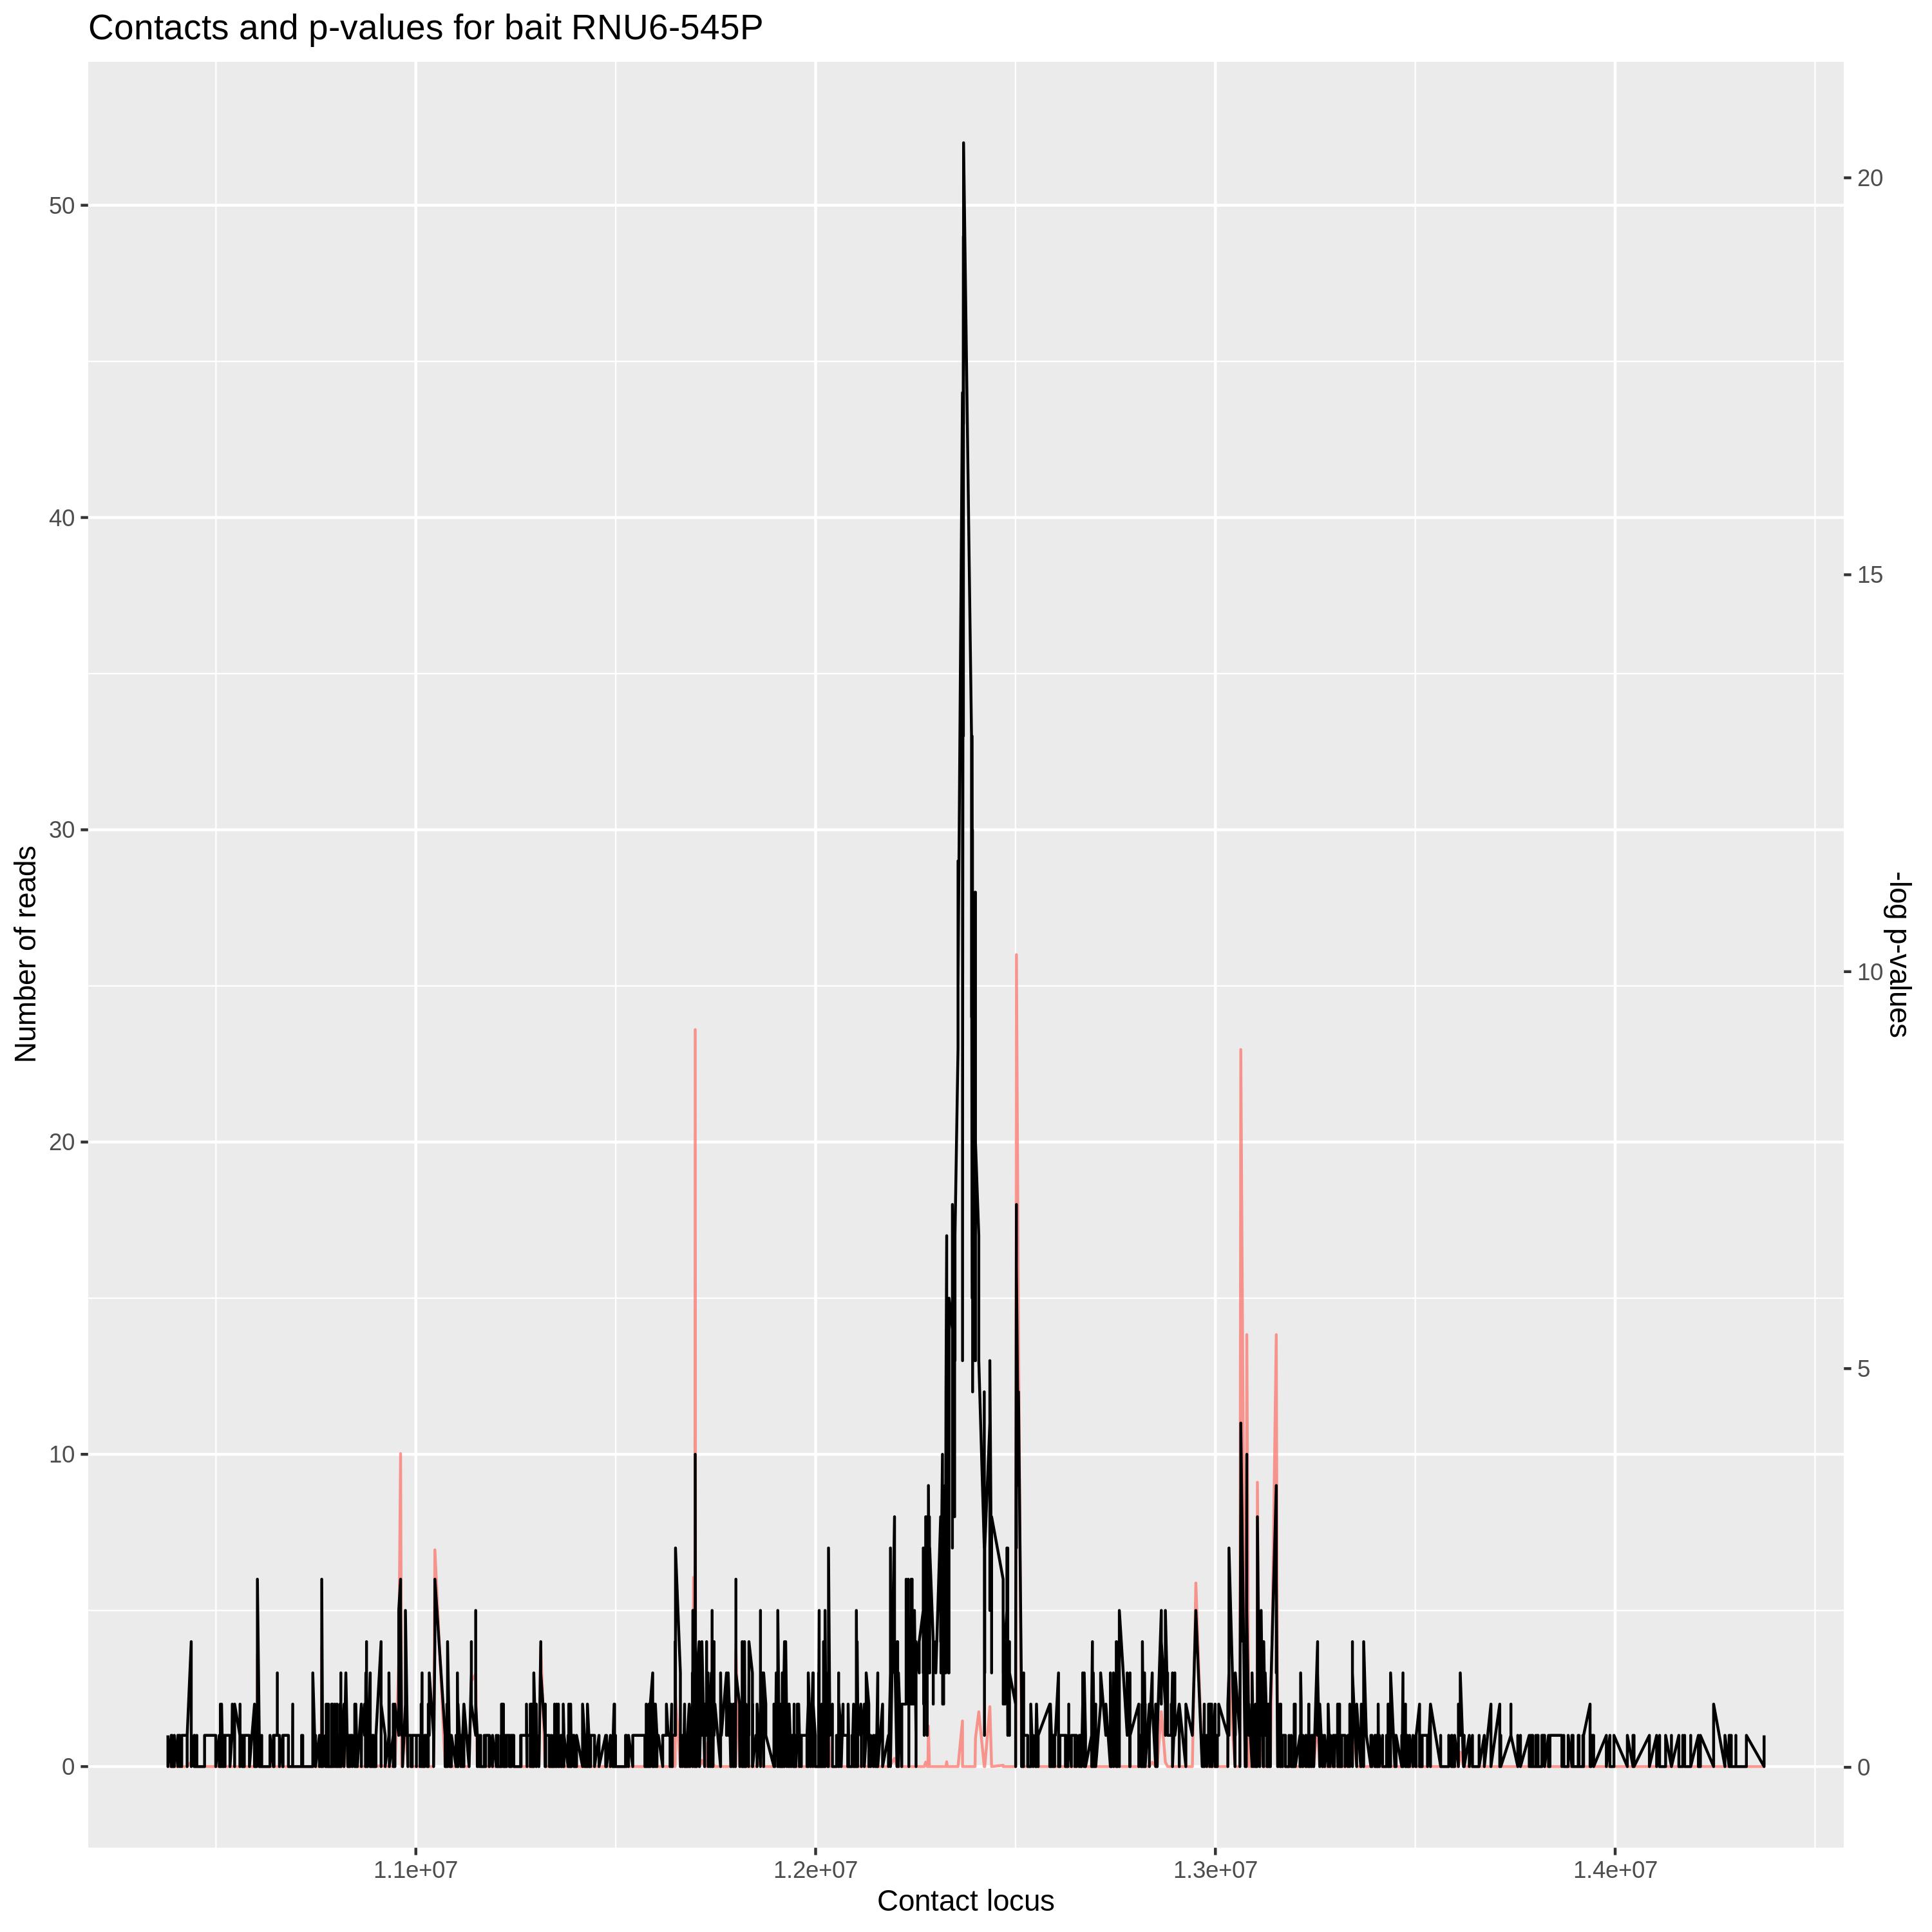 Contacts and p-values for bait RNU6-545P
50
40
30
20
10
0
Number of reads
20
15
10
5
0
-log p-values
1.1e+07
1.2e+07
1.3e+07
1.4e+07
Contact locus